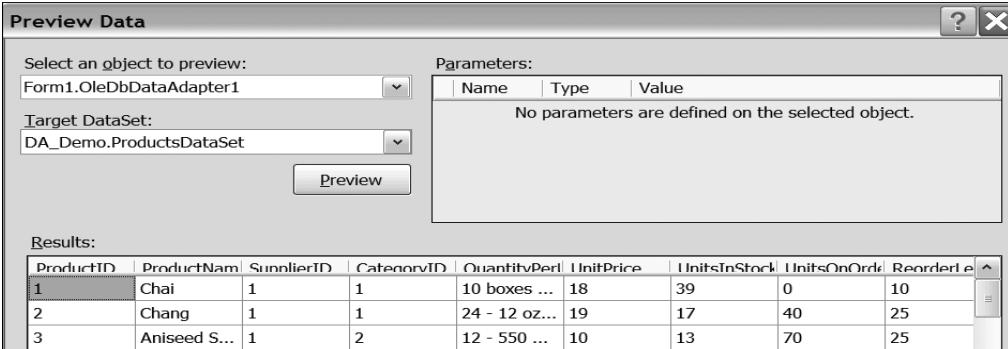 Preview Data
Select an object to preview:
Form1.OleDbDataAdapter1
Target DataSet:
DA_Demo.ProductsDataSet
Preview
Parameters:
Name Type Value
No parameters are defined on the selected object.
Results:
ProductID ProductNam SupplierID CategoryID QuantityPerl UnitPrice UnitsInStock UnitsOnOrde ReorderLe
1 Chai 1 1 10 boxes ... 18 39 0 10
2 Chang 1 1 24 - 12 oz... 19 17 40 25
3 Aniseed S... 1 2 12 - 550 ... 10 13 70 25